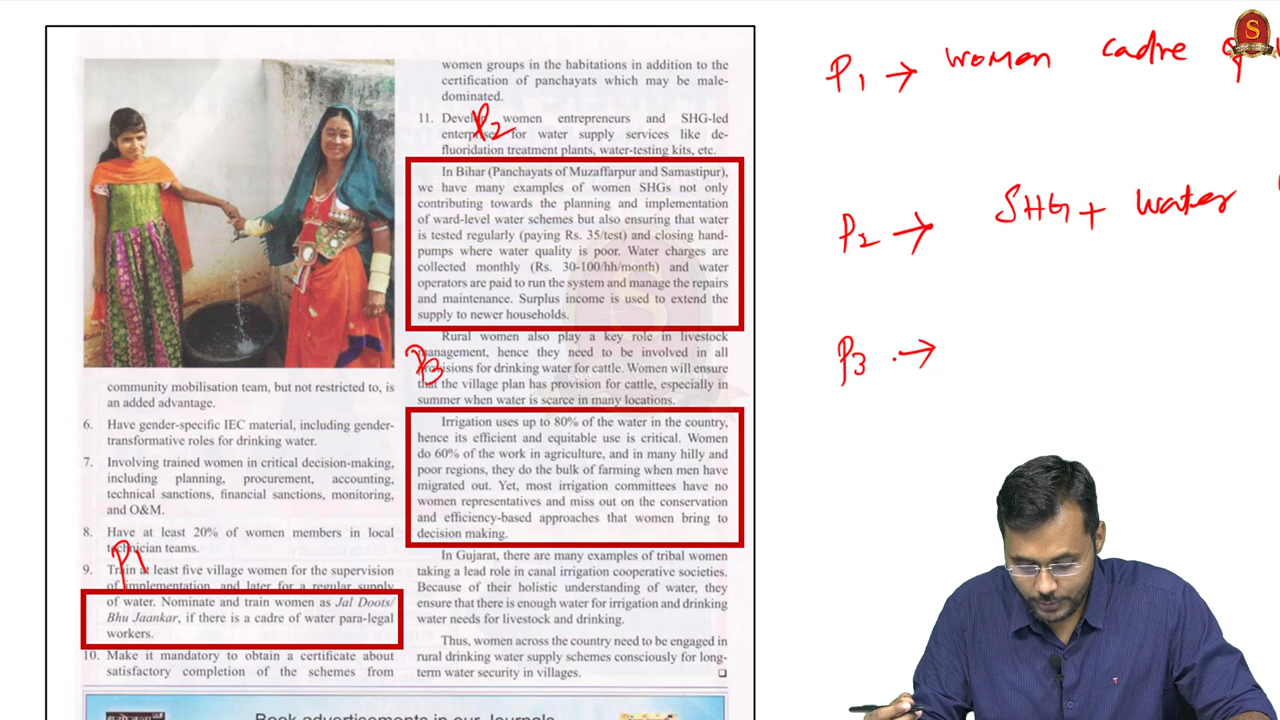 women groups in the habitations in addition to the
certification of panchayats which may be male-
dominated.
11. Develop women entrepreneurs and SHG-led
enterprises for water supply services like de-
fluoridation treatment plants, water-testing kits, etc.
P2
In Bihar (Panchayats of Muzaffarpur and Samastipur),
we have many examples of women SHGs not only
contributing towards the planning and implementation
of ward-level water schemes but also ensuring that water
is tested regularly (paying Rs. 35/test) and closing hand-
pumps where water quality is poor. Water charges are
collected monthly (Rs. 30-100/hh/month) and water
operators are paid to run the system and manage the repairs
and maintenance. Surplus income is used to extend the
supply to newer households.
Rural women also play a key role in livestock
management, hence they need to be involved in all
provisions for drinking water for cattle. Women will ensure
that the village plan has provision for cattle, especially in
summer when water is scarce in many locations.
P3
Irrigation uses up to 80% of the water in the country,
hence its efficient and equitable use is critical. Women
do 60% of the work in agriculture, and in many hilly and
poor regions, they do the bulk of farming when men have
migrated out. Yet, most irrigation committees have no
women representatives and miss out on the conservation
and efficiency-based approaches that women bring to
decision making.
In Gujarat, there are many examples of tribal women
taking a lead role in canal irrigation cooperative societies.
Because of their holistic understanding of water, they
ensure that there is enough water for irrigation and drinking
water needs for livestock and drinking.
Thus, women across the country need to be engaged in
rural drinking water supply schemes consciously for long-
term water security in villages.
community mobilisation team, but not restricted to, is
an added advantage.
6. Have gender-specific IEC material, including gender-
transformative roles for drinking water.
7. Involving trained women in critical decision-making,
including planning, procurement, accounting,
technical sanctions, financial sanctions, monitoring,
and O&M.
8. Have at least 20% of women members in local
technician teams.
P1
9. Train at least five village women for the supervision
of implementation, and later for a regular supply
of water. Nominate and train women as Jal Doots/
Bhu Jaankar, if there is a cadre of water para-legal
workers.
10. Make it mandatory to obtain a certificate about
satisfactory completion of the schemes from
Book advertisements in our Journals
P1 → women cadre
P2 → SHG + water
P3 →
S